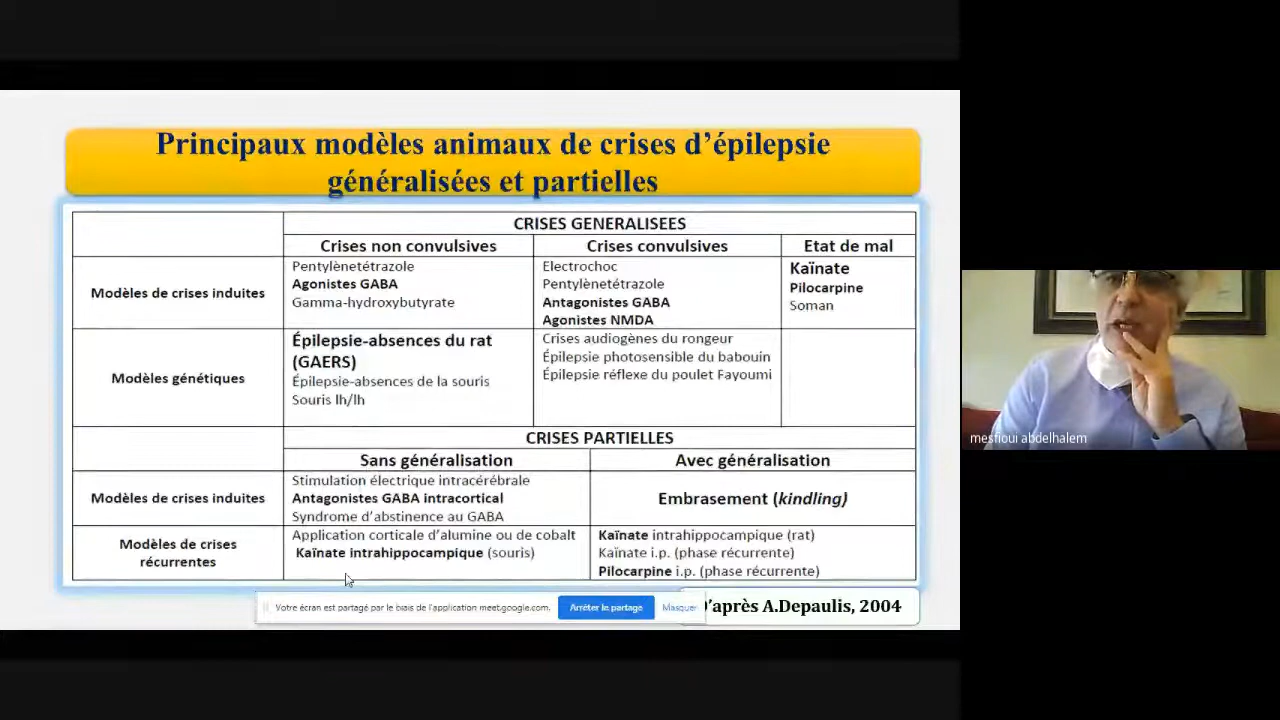 Principaux modèles animaux de crises d'épilepsie
généralisées et partielles
CRISES GENERALISEES
Crises non convulsives
Crises convulsives
Etat de mal
Modèles de crises induites
Pentylènetétrazole
Agonistes GABA
Gamma-hydroxybutyrate
Electrochoc
Pentylènetétrazole
Antagonistes GABA
Agonistes NMDA
Kaïnate
Pilocarpine
Soman
Modèles génétiques
Épilepsie-absences du rat
(GAERS)
Épilepsie-absences de la souris
Souris lh/lh
Crises audiogènes du rongeur
Épilepsie photosensible du babouin
Épilepsie réflexe du poulet Fayoumi
CRISES PARTIELLES
Sans généralisation
Avec généralisation
Modèles de crises induites
Stimulation électrique intracérébrale
Antagonistes GABA intracortical
Syndrome d'abstinence au GABA
Embrasement (kindling)
Modèles de crises
récurrentes
Application corticale d'alumine ou de cobalt
Kaïnate intrahippocampique (souris)
Kaïnate intrahippocampique (rat)
Kaïnate i.p. (phase récurrente)
Pilocarpine i.p. (phase récurrente)
Votre écran est partagé par le biais de l'application meet.google.com.
Arrêter le partage
Masquer
'après A.Depaulis, 2004
mesfioui abdelhalem